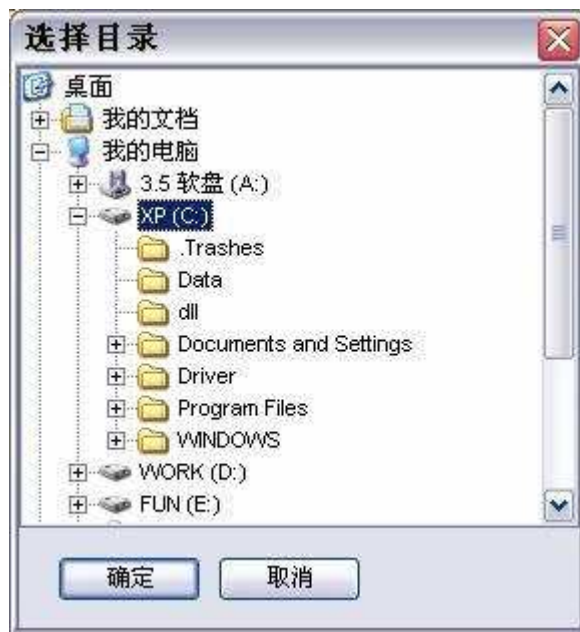 选择目录
桌面
我的文档
我的电脑
3.5 软盘 (A:)
XP (C:)
.Trashes
Data
dll
Documents and Settings
Driver
Program Files
WINDOWS
WORK (D:)
FUN (E:)
确定
取消